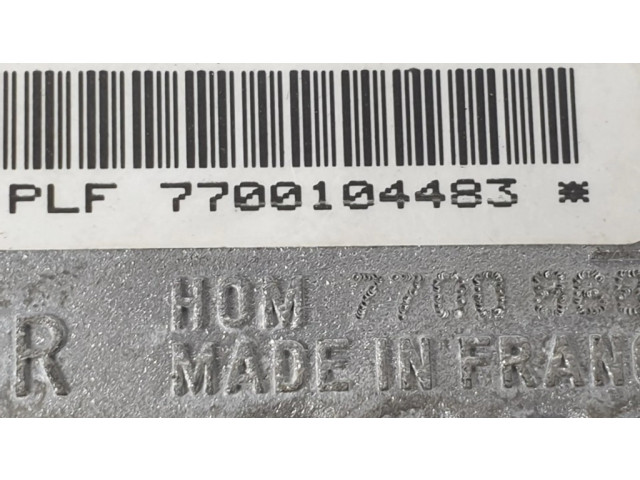 PLF 7700104483 *
HOM 7700
R MADE IN FRANC